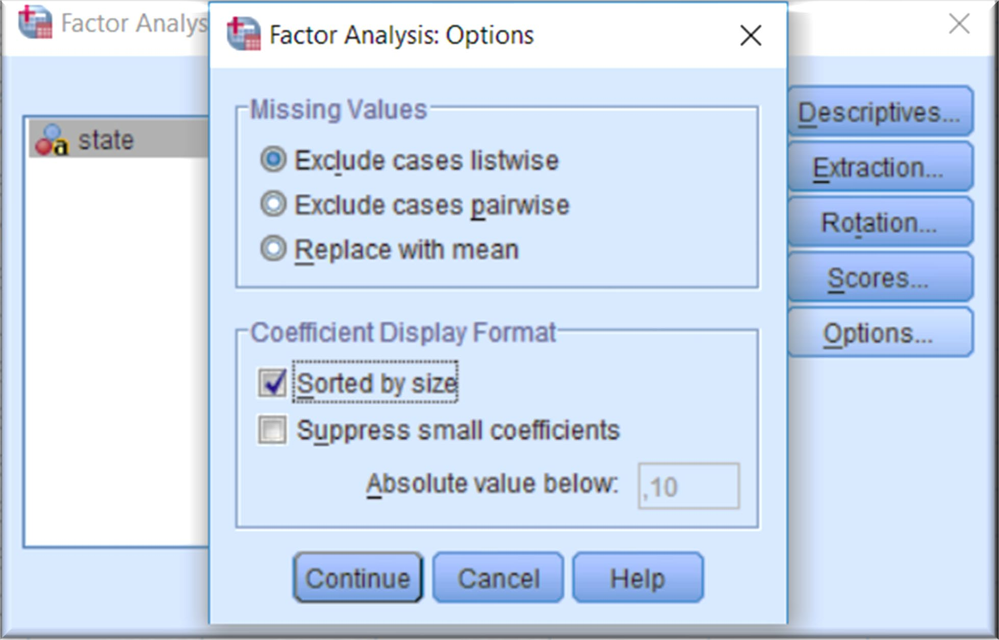 Factor Analys
Factor Analysis: Options
state
a
Missing Values
Exclude cases listwise
Exclude cases pairwise
Replace with mean
Coefficient Display Format
Sorted by size
Suppress small coefficients
Absolute value below: ,10
Continue Cancel Help
Descriptives...
Extraction...
Rotation...
Scores...
Options...